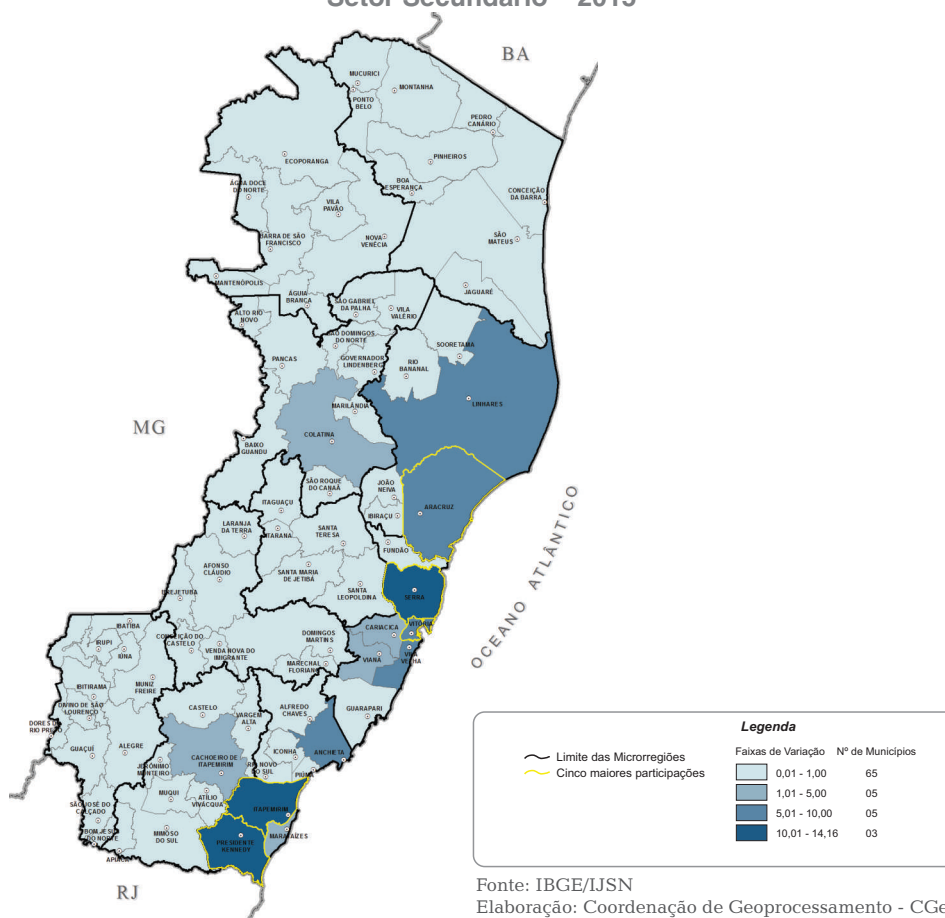 Setor Secundário - 2013
BA
MUCURICI
PONTO
BELO
MONTANHA
PEDRO
CANÁRIO
ECOPORANGA
PINHEIROS
ÁGUA DOCE
DO NORTE
BOA
ESPERANÇA
CONCEIÇÃO
DA BARRA
VILA
PAVÃO
BARRA DE SÃO
FRANCISCO
NOVA
VENÉCIA
SÃO
MATEUS
MANTENÓPOLIS
ÁGUIA
BRANCA
JAGUARÉ
SÃO GABRIEL
DA PALHA
VILA
VALÉRIO
ALTO RIO
NOVO
SÃO DOMINGOS
DO NORTE
SOORETAMA
PANCAS
GOVERNADOR
LINDENBERG
RIO
BANANAL
LINHARES
MARILÂNDIA
MG
COLATINA
BAIXO
GUANDU
SÃO ROQUE
DO CANAÃ
JOÃO
NEIVA
ITAGUAÇU
ARACRUZ
IBIRAÇU
LARANJA
DA TERRA
ITARANA
SANTA
TERESA
FUNDÃO
OCEANO ATLÂNTICO
AFONSO
CLÁUDIO
SANTA MARIA
DE JETIBÁ
BREJETUBA
SANTA
LEOPOLDINA
SERRA
IBATIBA
CONCEIÇÃO DO
CASTELO
DOMINGOS
MARTINS
CARIACICA
VITÓRIA
IRUPI
IÚNA
VENDA NOVA DO
IMIGRANTE
MARECHAL
FLORIANO
VIANA
VILA
VELHA
IBITIRAMA
MUNIZ
FREIRE
DIVINO DE SÃO
LOURENÇO
CASTELO
ALFREDO
CHAVES
GUARAPARI
DORES DO
RIO PRETO
VARGEM
ALTA
GUAÇUÍ
ALEGRE
ICONHA
ANCHIETA
JERÔNIMO
MONTEIRO
CACHOEIRO DE
ITAPEMIRIM
RIO NOVO
DO SUL
PIÚMA
MUQUI
ATÍLIO
VIVACQUA
ITAPEMIRIM
SÃO JOSÉ DO
CALÇADO
BOM JESUS
DO NORTE
MIMOSO
DO SUL
PRESIDENTE
KENNEDY
MARATAÍZES
APIACÁ
RJ
Legenda
Limite das Microrregiões
Cinco maiores participações
Faixas de Variação Nº de Municípios
0,01 - 1,00 65
1,01 - 5,00 05
5,01 - 10,00 05
10,01 - 14,16 03
Fonte: IBGE/IJSN
Elaboração: Coordenação de Geoprocessamento - CGe